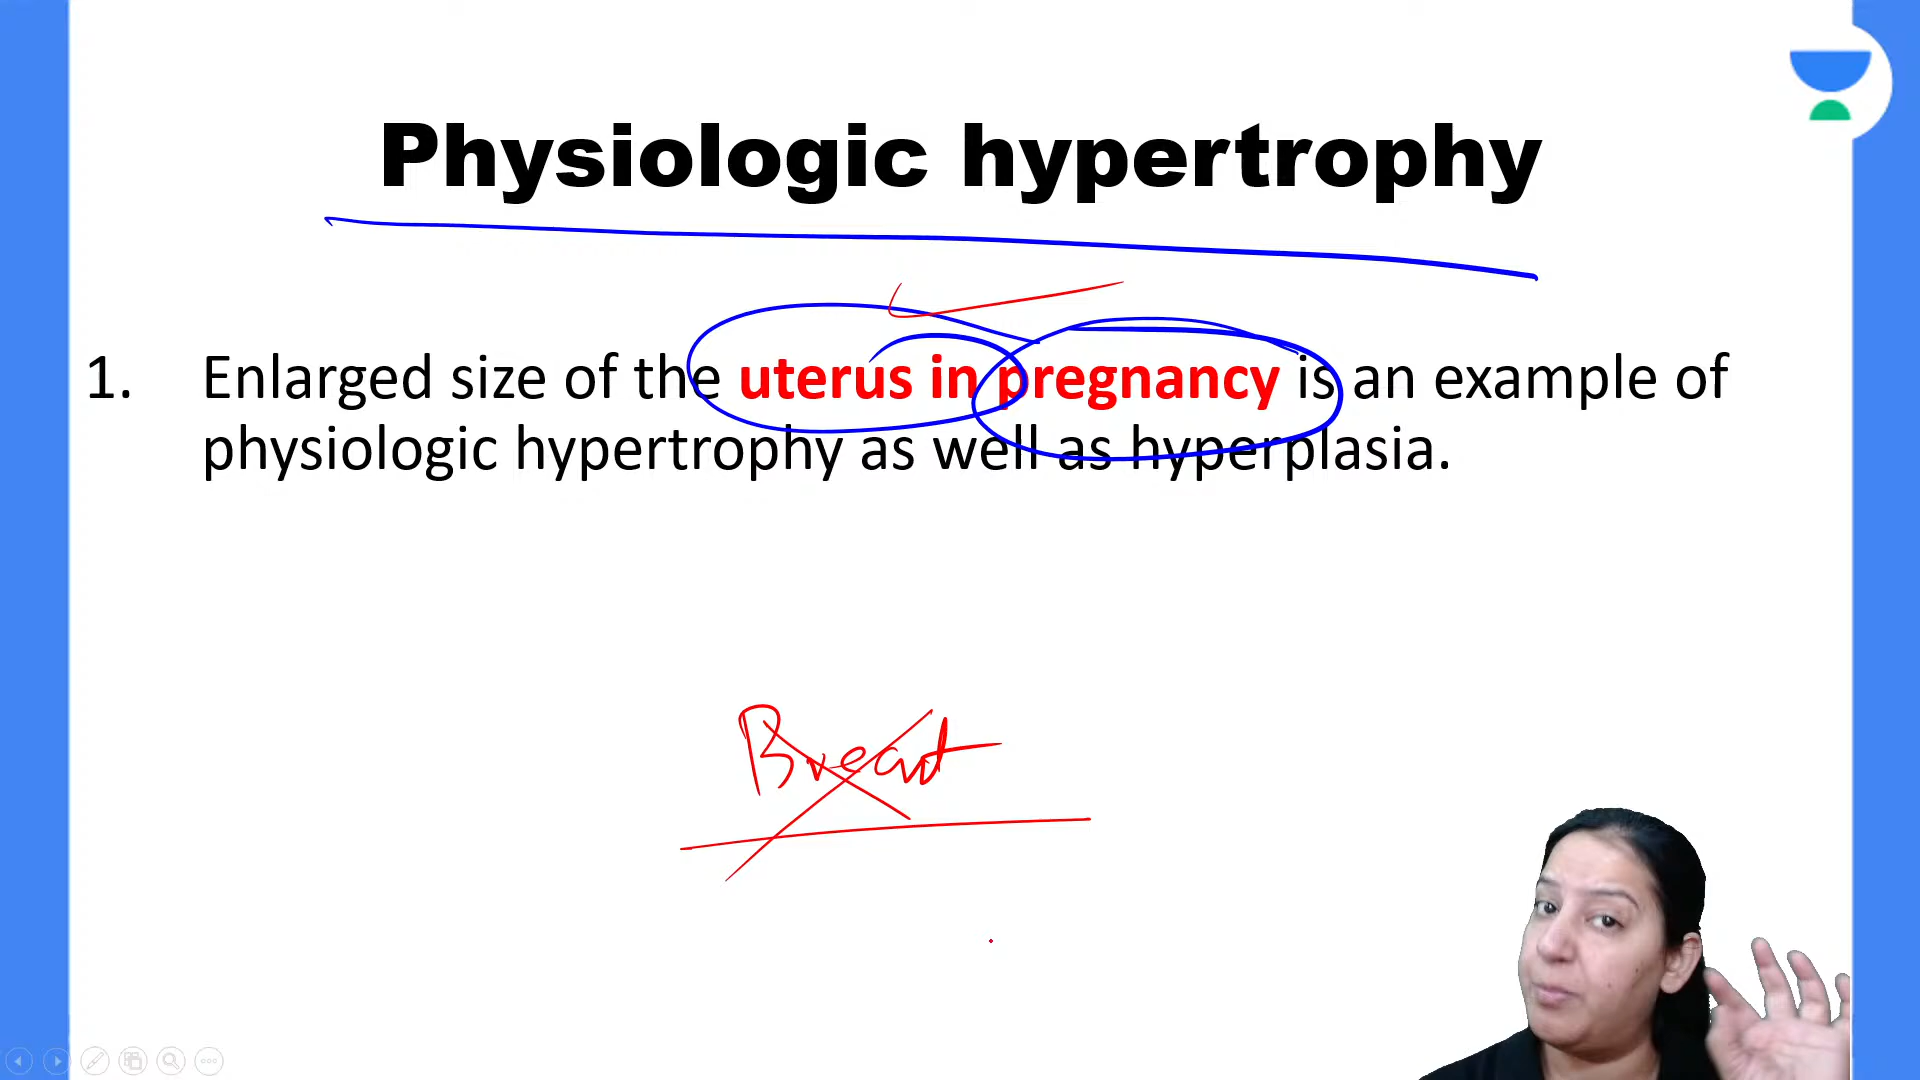 Physiologic hypertrophy
1. Enlarged size of the uterus in pregnancy is an example of
physiologic hypertrophy as well as hyperplasia.
Breast